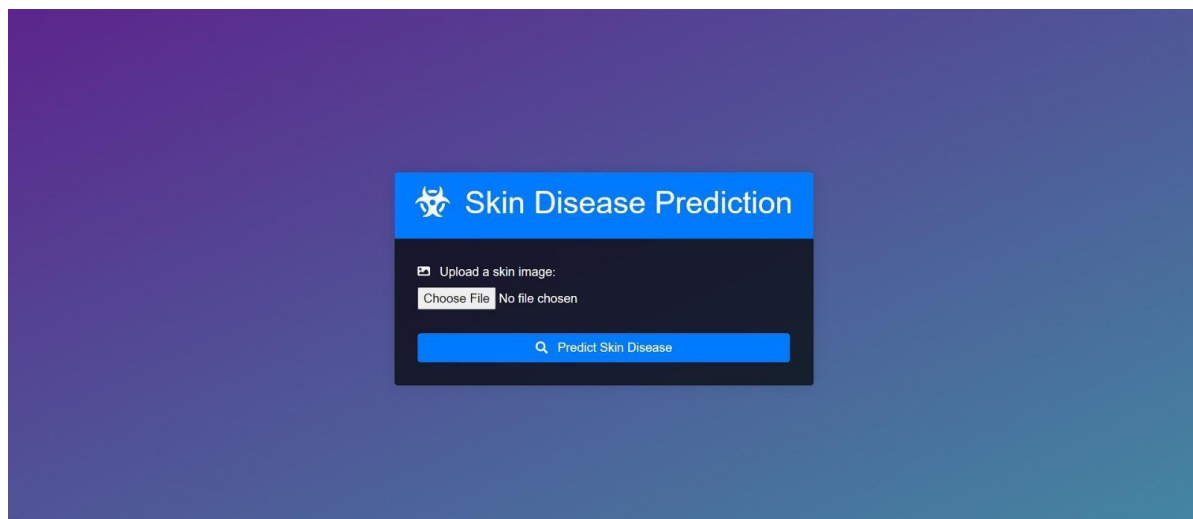 Skin Disease Prediction
Upload a skin image:
Choose File No file chosen
Predict Skin Disease